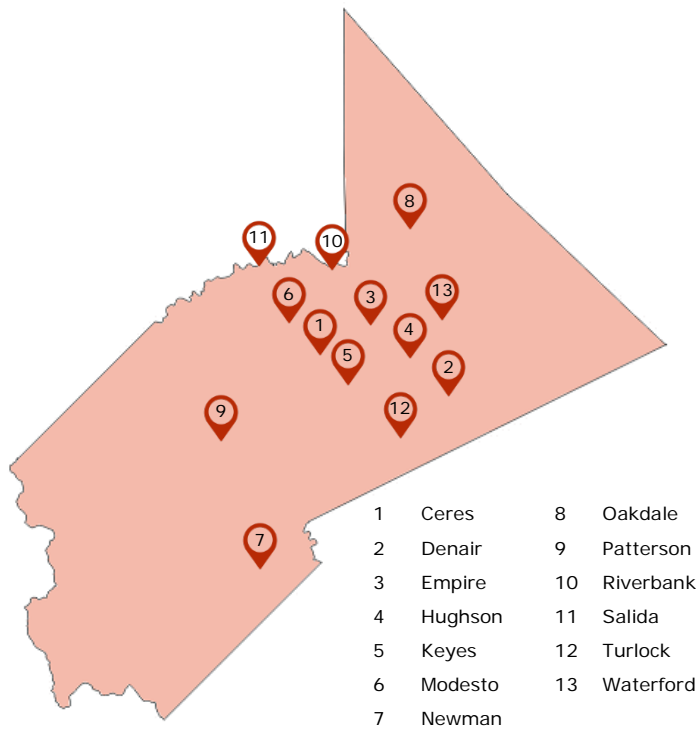 8
11
10
6
3
13
1
4
5
2
9
12
7
1 Ceres 8 Oakdale
2 Denair 9 Patterson
3 Empire 10 Riverbank
4 Hughson 11 Salida
5 Keyes 12 Turlock
6 Modesto 13 Waterford
7 Newman